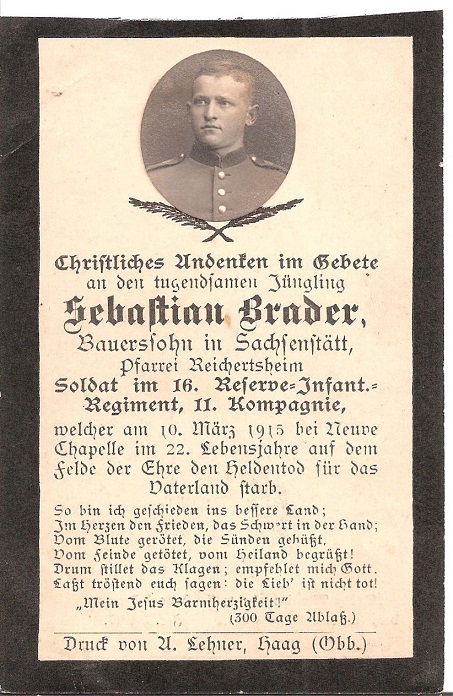 Christliches Andenken im Gebete
an den tugendsamen Jüngling
Sebastian Brader,
Bauerssohn in Sachsenstätt,
Pfarrei Reichertsheim
Soldat im 16. Reserve-Infant.-
Regiment, 11. Kompagnie,
welcher am 10. März 1915 bei Neuve
Chapelle im 22. Lebensjahre auf dem
Felde der Ehre den Heldentod für das
Vaterland starb.
So bin ich geschieden ins bessere Land;
Im Herzen den Frieden, das Schwert in der Hand;
Vom Blute gerötet, die Sünden gebüßt,
Vom Feinde getötet, vom Heiland begrüßt!
Drum stillet das Klagen; empfehlet mich Gott.
Laßt tröstend euch sagen: die Lieb' ist nicht tot!
„Mein Jesus Barmherzigkeit!"
(300 Tage Ablaß.)
Druck von A. Lehner, Haag (Obb.)